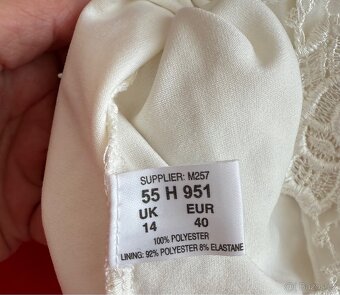 SUPPLIER: M257
55 H 951
UK EUR
14 40
100% POLYESTER
LINING: 92% POLYESTER 8% ELASTANE